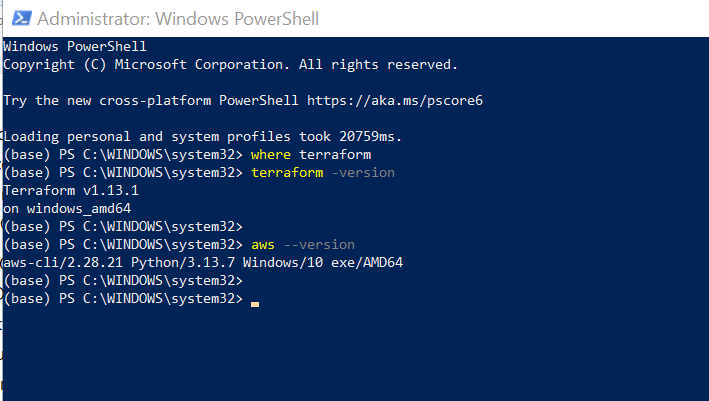 Administrator: Windows PowerShell
Windows PowerShell
Copyright (C) Microsoft Corporation. All rights reserved.
Try the new cross-platform PowerShell https://aka.ms/pscore6
Loading personal and system profiles took 20759ms.
(base) PS C:\WINDOWS\system32> where terraform
(base) PS C:\WINDOWS\system32> terraform -version
Terraform v1.13.1
on windows_amd64
(base) PS C:\WINDOWS\system32>
(base) PS C:\WINDOWS\system32> aws --version
aws-cli/2.28.21 Python/3.13.7 Windows/10 exe/AMD64
(base) PS C:\WINDOWS\system32>
(base) PS C:\WINDOWS\system32>